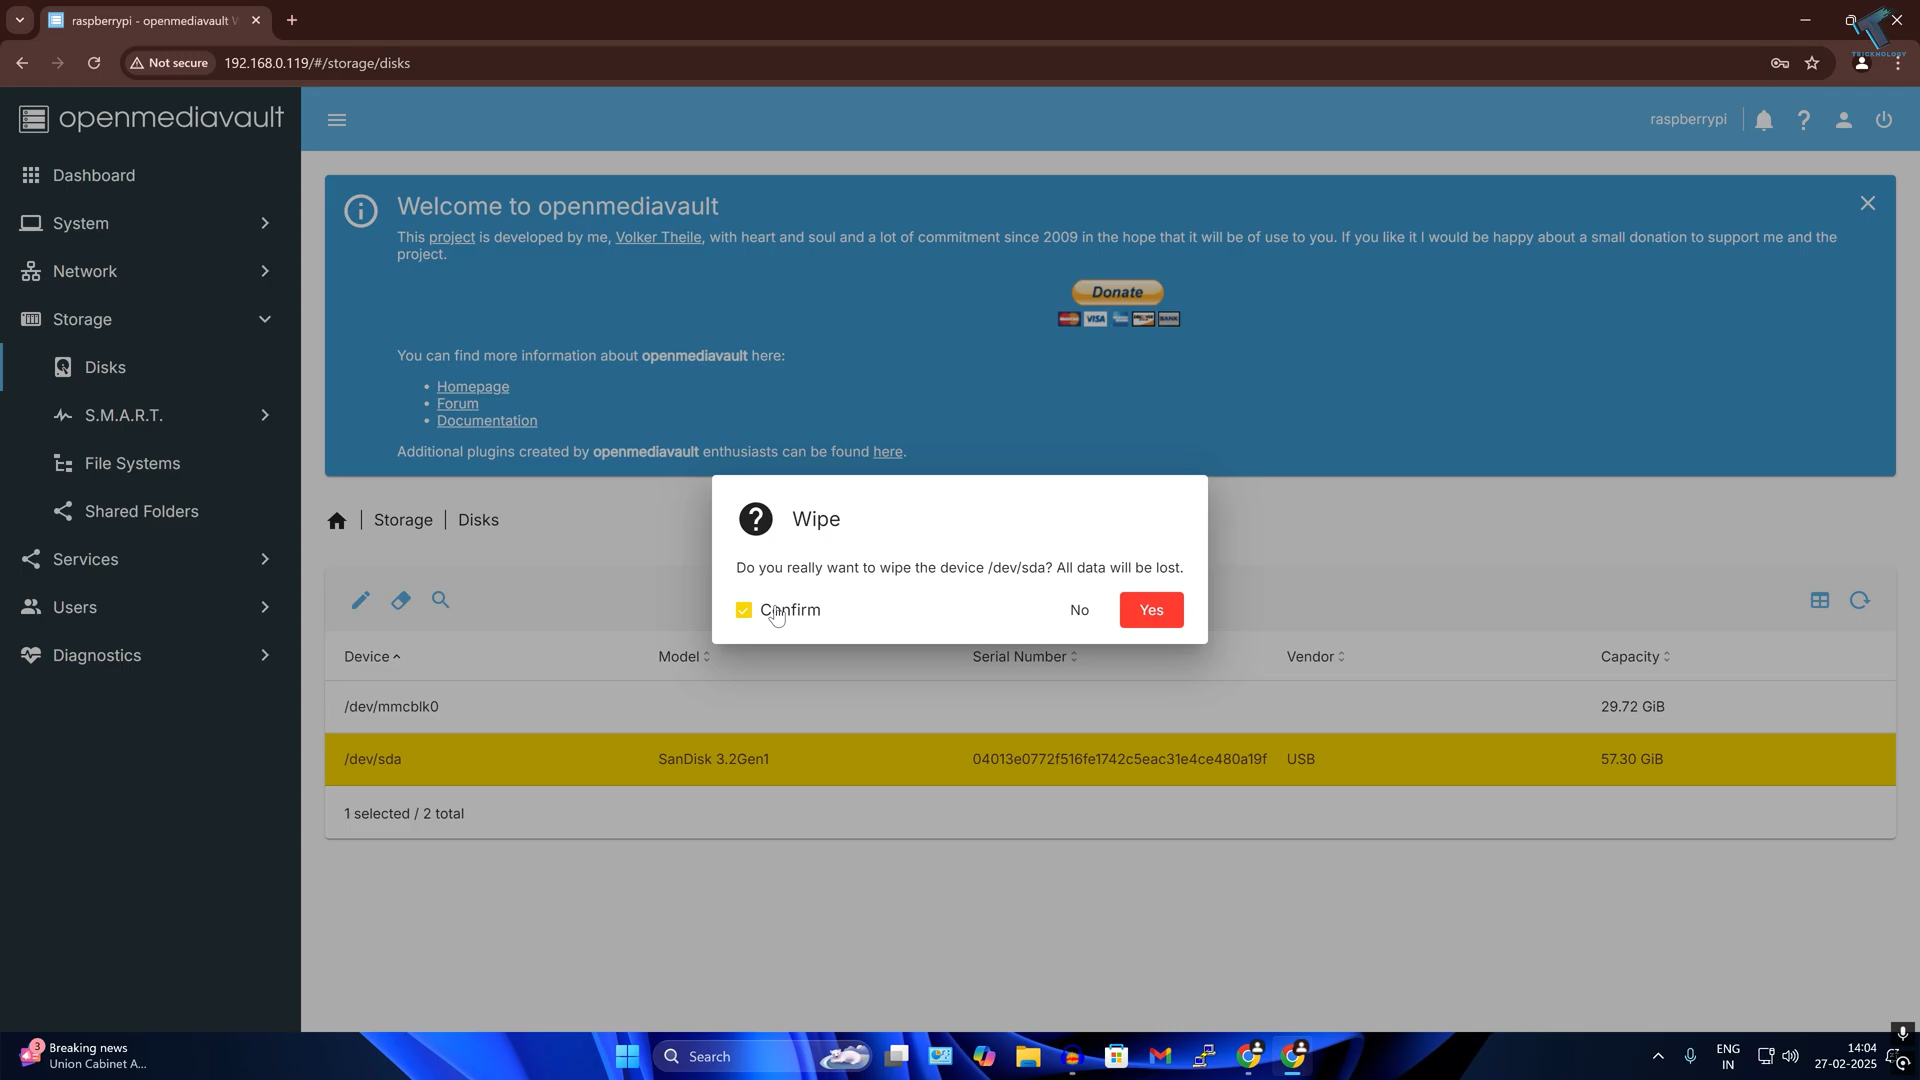 raspberrypi - openmediavault W
Not secure
192.168.0.119/#/storage/disks
TRICKNOLOGY
openmediavault
raspberrypi
Dashboard
System
Network
Storage
Disks
S.M.A.R.T.
File Systems
Shared Folders
Services
Users
Diagnostics
Welcome to openmediavault
This project is developed by me, Volker Theile, with heart and soul and a lot of commitment since 2009 in the hope that it will be of use to you. If you like it I would be happy about a small donation to support me and the
project.
Donate
VISA
BANK
You can find more information about openmediavault here:
• Homepage
• Forum
• Documentation
Additional plugins created by openmediavault enthusiasts can be found here.
Storage | Disks
Wipe
Do you really want to wipe the device /dev/sda? All data will be lost.
Confirm
No
Yes
Device Model Serial Number Vendor Capacity
/dev/mmcblk0 29.72 GiB
/dev/sda SanDisk 3.2Gen1 04013e0772f516fe1742c5eac31e4ce480a19f USB 57.30 GiB
1 selected / 2 total
3
Breaking news
Union Cabinet A...
Search
ENG
IN
14:04
27-02-2025